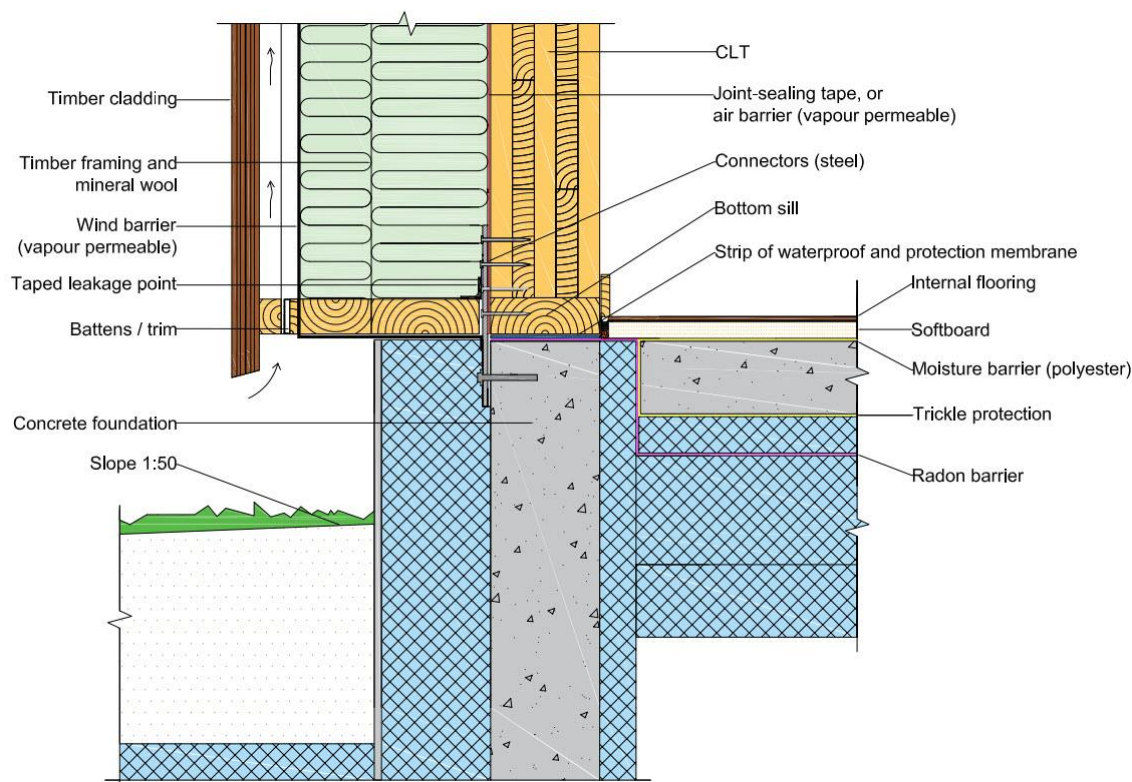 Timber cladding
Timber framing and
mineral wool
Wind barrier
(vapour permeable)
Taped leakage point
Battens / trim
Concrete foundation
Slope 1:50
CLT
Joint-sealing tape, or
air barrier (vapour permeable)
Connectors (steel)
Bottom sill
Strip of waterproof and protection membrane
Internal flooring
Softboard
Moisture barrier (polyester)
Trickle protection
Radon barrier